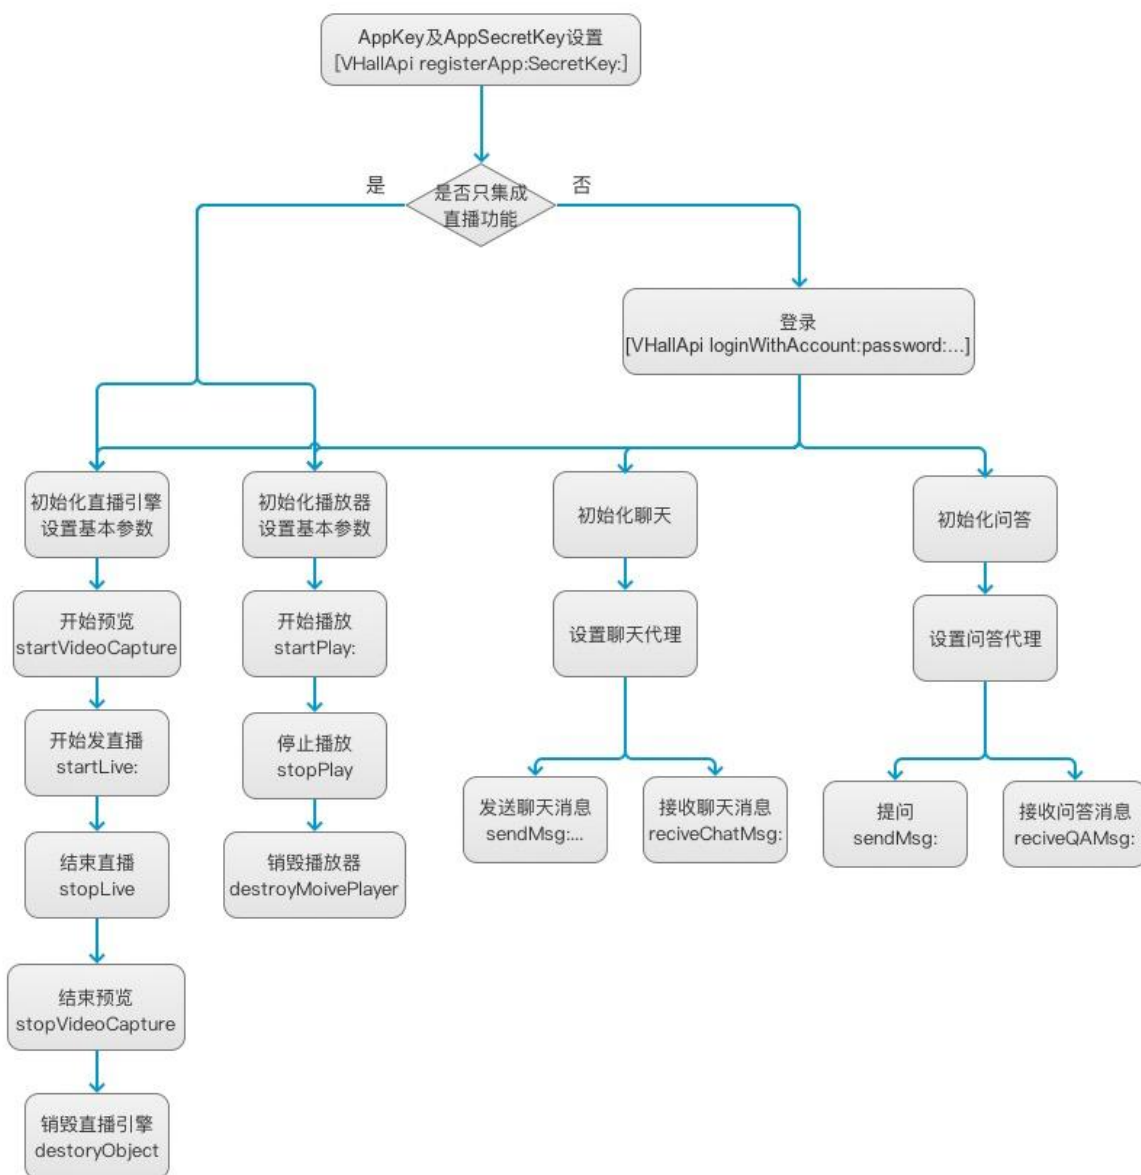 AppKey及AppSecretKey设置
[VHallApi registerApp:SecretKey:]
是
否
是否只集成
直播功能
登录
[VHallApi loginWithAccount:password:...]
初始化直播引擎
设置基本参数
初始化播放器
设置基本参数
初始化聊天
初始化问答
开始预览
startVideoCapture
开始播放
startPlay:
设置聊天代理
设置问答代理
开始发直播
startLive:
停止播放
stopPlay
发送聊天消息
sendMsg:...
接收聊天消息
reciveChatMsg:
提问
sendMsg:
接收问答消息
reciveQAMsg:
结束直播
stopLive
销毁播放器
destroyMoivePlayer
结束预览
stopVideoCapture
销毁直播引擎
destoryObject